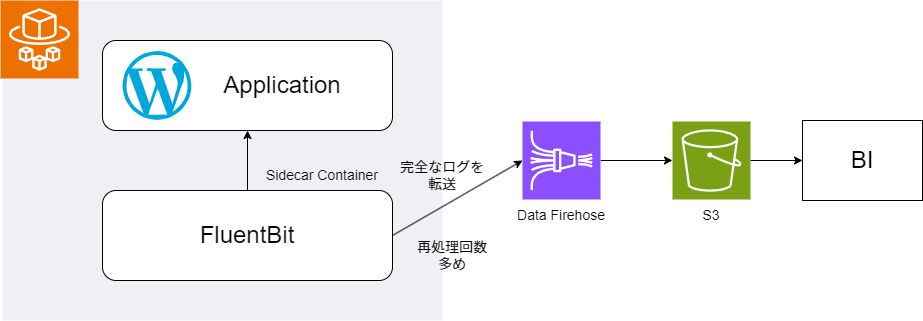 Application
Sidecar Container
完全なログを
転送
FluentBit
再処理回数
多め
Data Firehose
S3
BI